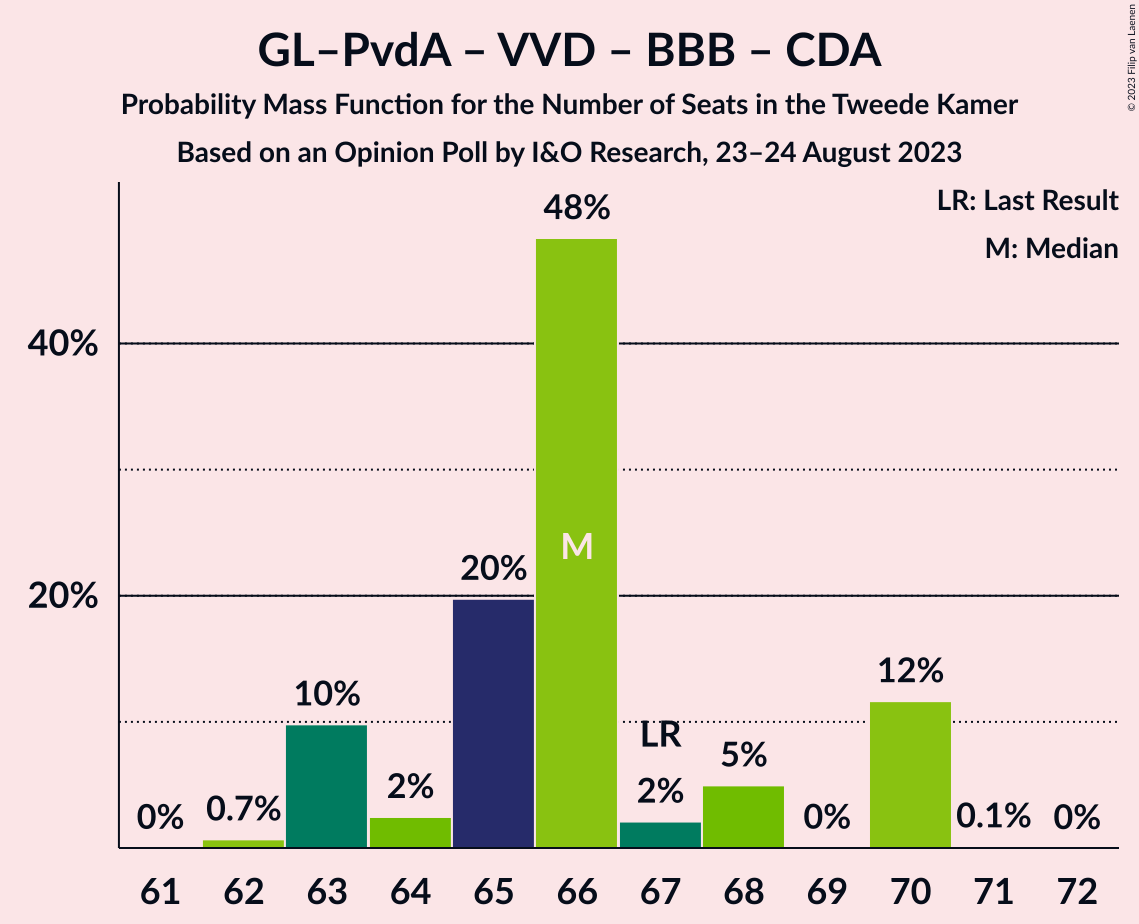 GL–PvdA – VVD – BBB – CDA
Probability Mass Function for the Number of Seats in the Tweede Kamer
Based on an Opinion Poll by I&O Research, 23–24 August 2023
© 2023 Filip van Laenen
LR: Last Result
M: Median
48%
40%
M
20%
20%
12%
10%
LR
5%
2%
2%
0.7%
0%
0%
0.1%
0%
61 62 63 64 65 66 67 68 69 70 71 72